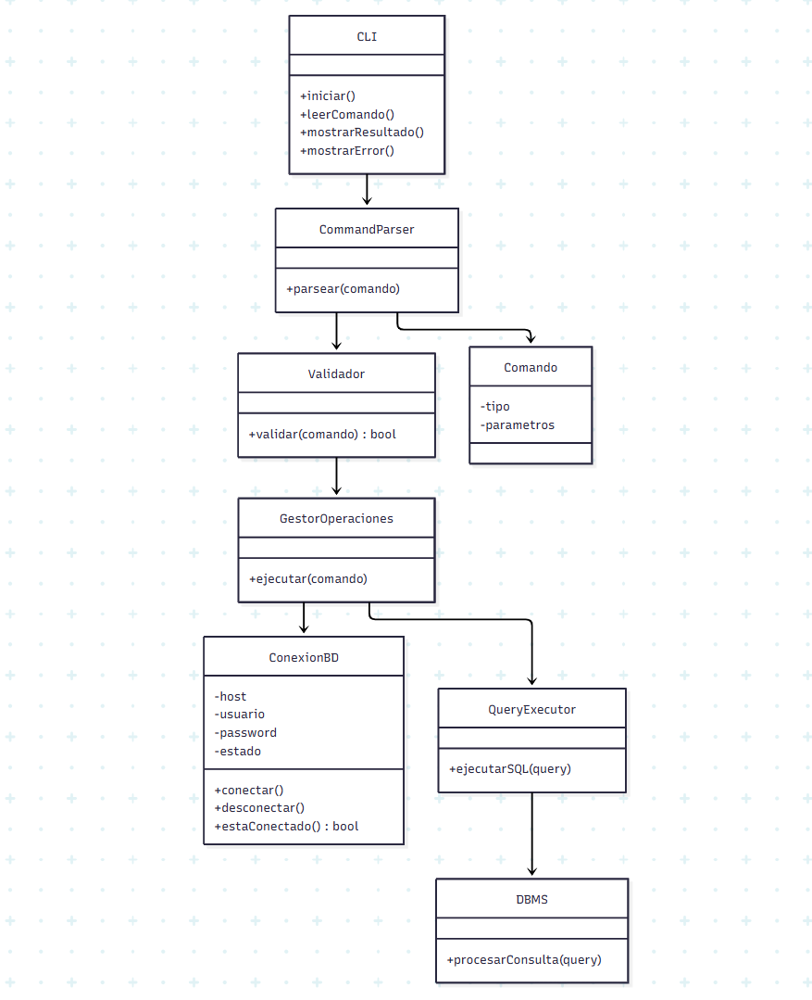 CLI
+iniciar()
+leerComando()
+mostrarResultado()
+mostrarError()
CommandParser
+parsear(comando)
Validador
+validar(comando) : bool
Comando
-tipo
-parametros
GestorOperaciones
+ejecutar(comando)
ConexionBD
-host
-usuario
-password
-estado
+conectar()
+desconectar()
+estaConectado() : bool
QueryExecutor
+ejecutarSQL(query)
DBMS
+procesarConsulta(query)